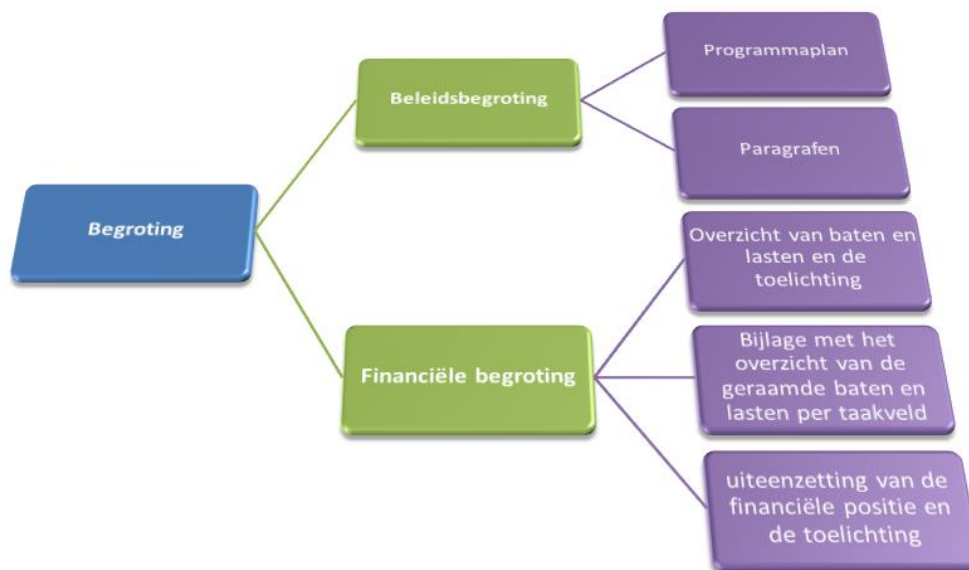 Begroting
Beleidsbegroting
Programmaplan
Paragrafen
Financiële begroting
Overzicht van baten en
lasten en de
toelichting
Bijlage met het
overzicht van de
geraamde baten en
lasten per taakveld
uiteenzetting van de
financiële positie en
de toelichting